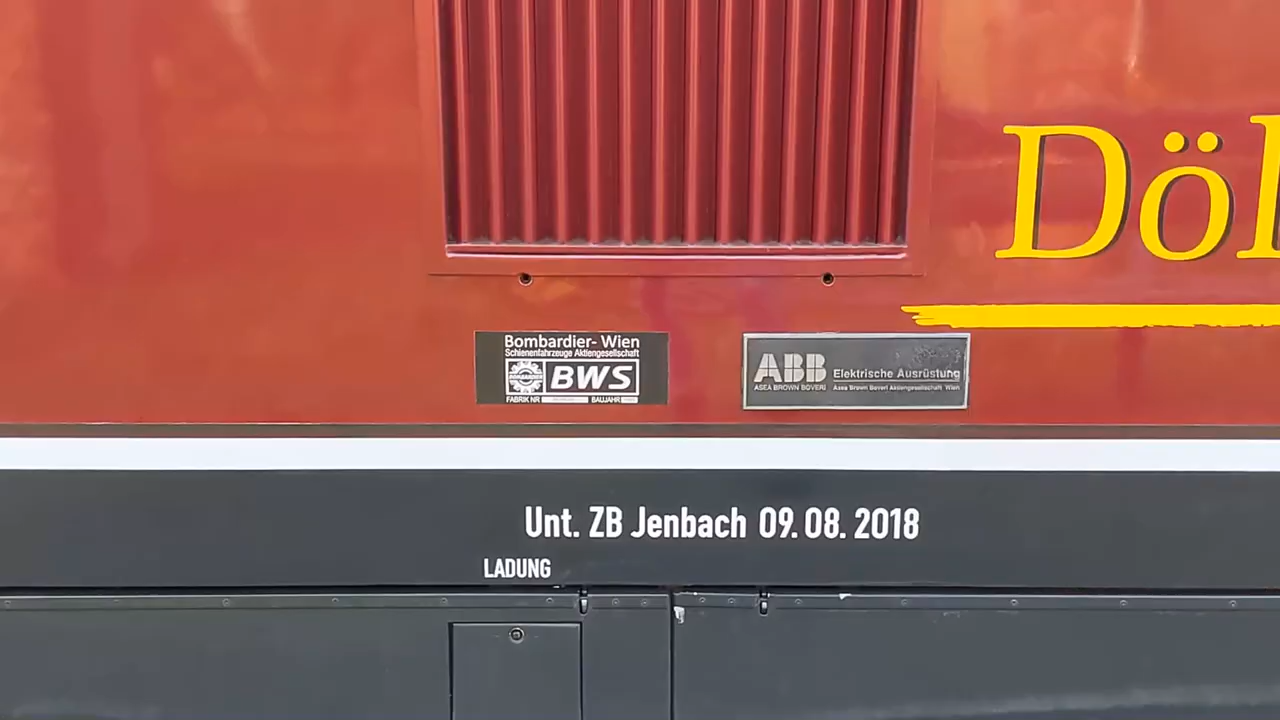 Döl
Bombardier- Wien
Schienenfahrzeuge Aktiengesellschaft
BOMBARDIER
BWS
FABRIK NR
BAUJAHR
ABB
ASEA BROWN BOVERI
Elektrische Ausrüstung
Asea Brown Boveri Aktiengesellschaft Wien
Unt. ZB Jenbach 09.08.2018
LADUNG